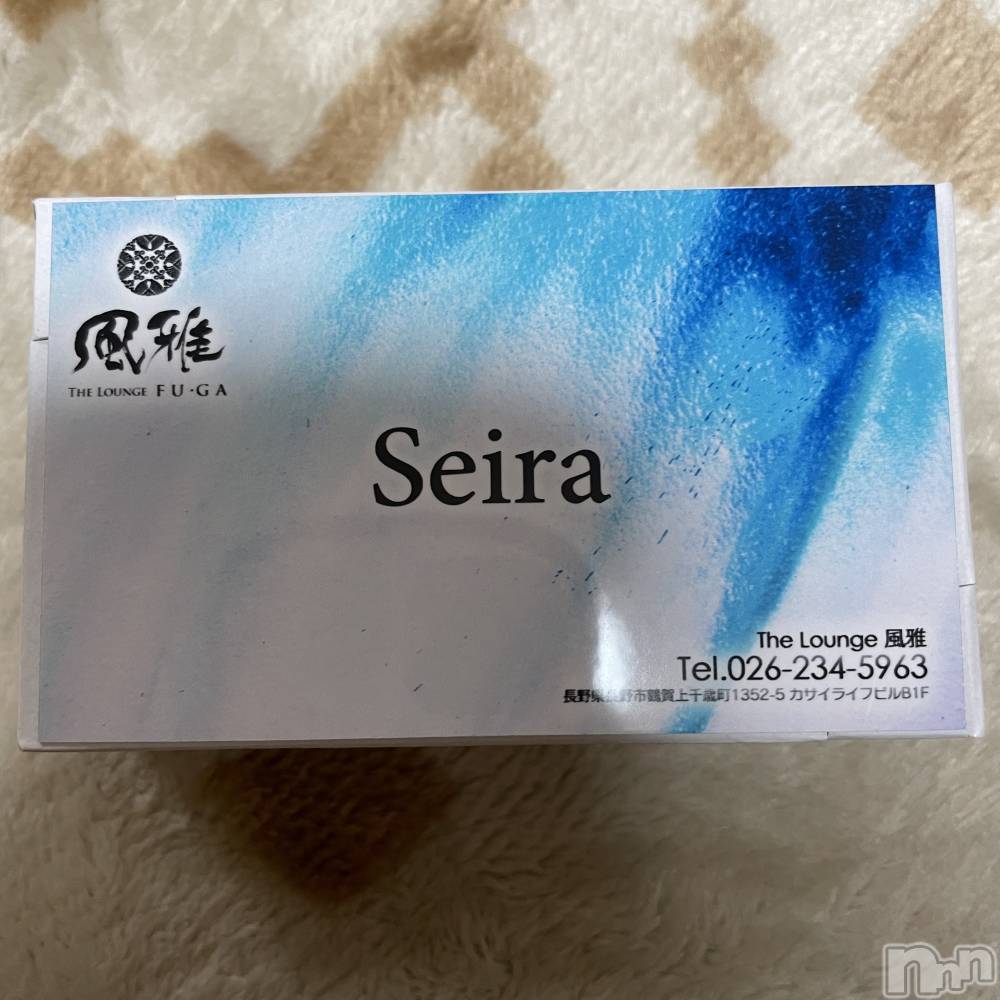 風雅
THE LOUNGE FU·GA
Seira
The Lounge 風雅
Tel.026-234-5963
長野県長野市鶴賀上千歳町1352-5 カサイライフビルB1F
nnn